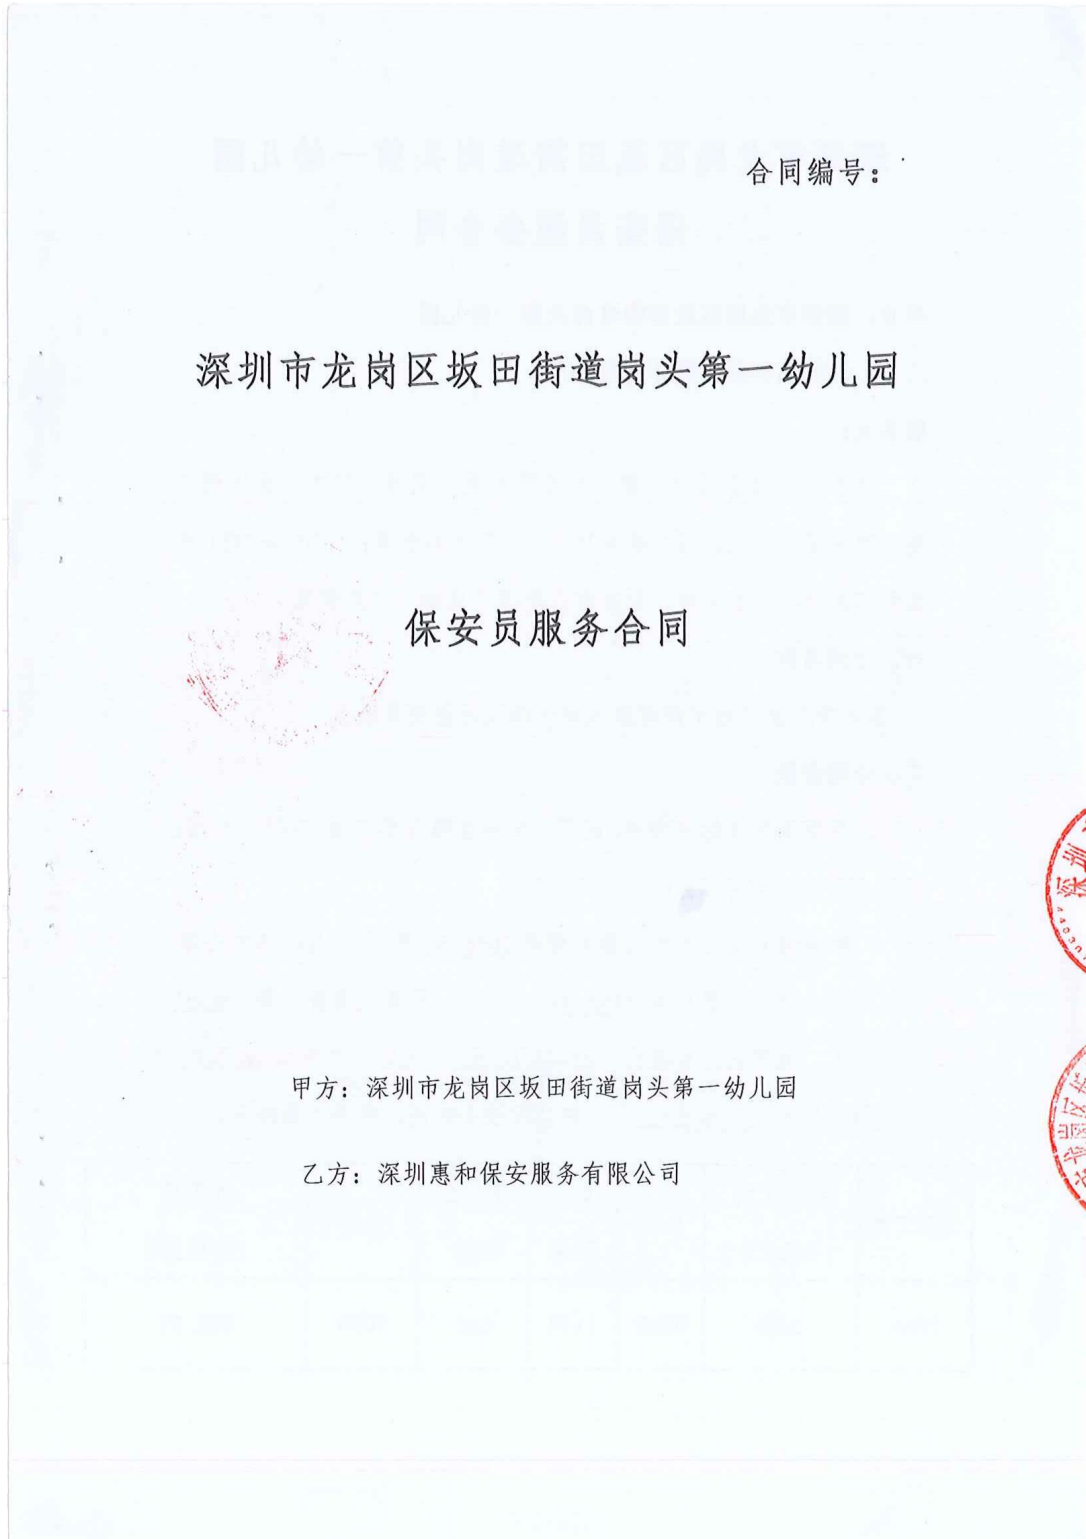 合同编号：
深圳市龙岗区坂田街道岗头第一幼儿园
保安员服务合同
深圳
甲方：深圳市龙岗区坂田街道岗头第一幼儿园
乙方：深圳惠和保安服务有限公司